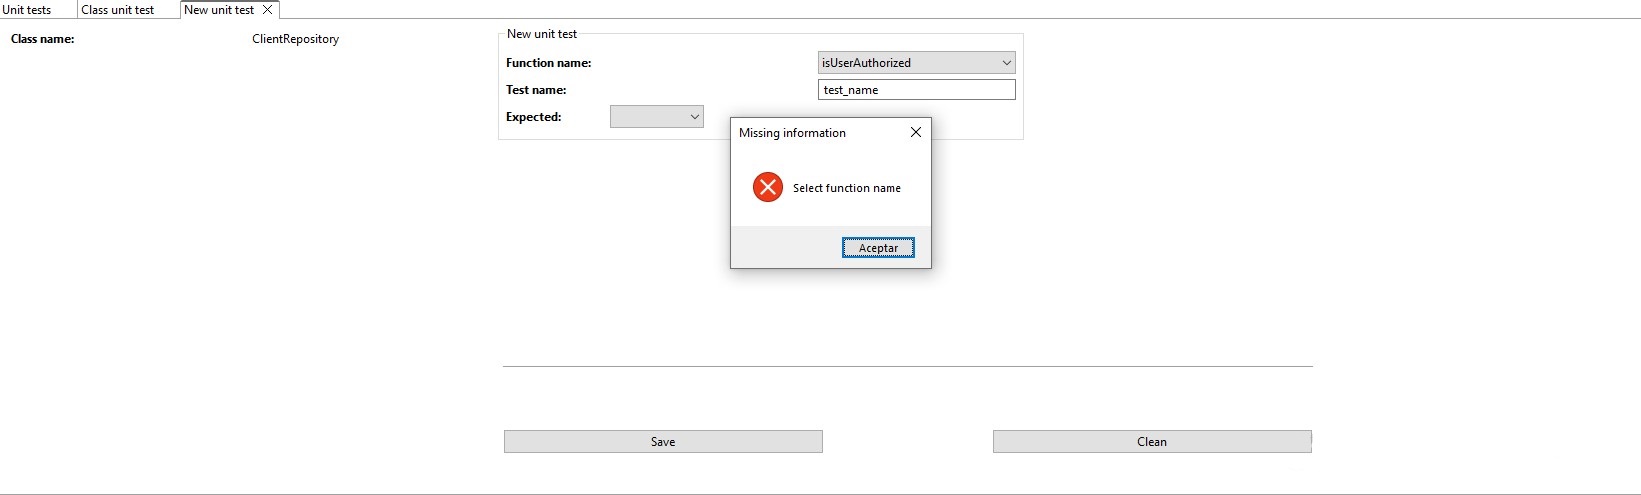 Unit tests
Class unit test
New unit test
Class name:
ClientRepository
New unit test
Function name:
isUserAuthorized
Test name:
test_name
Expected:
Missing information
Select function name
Aceptar
Save
Clean